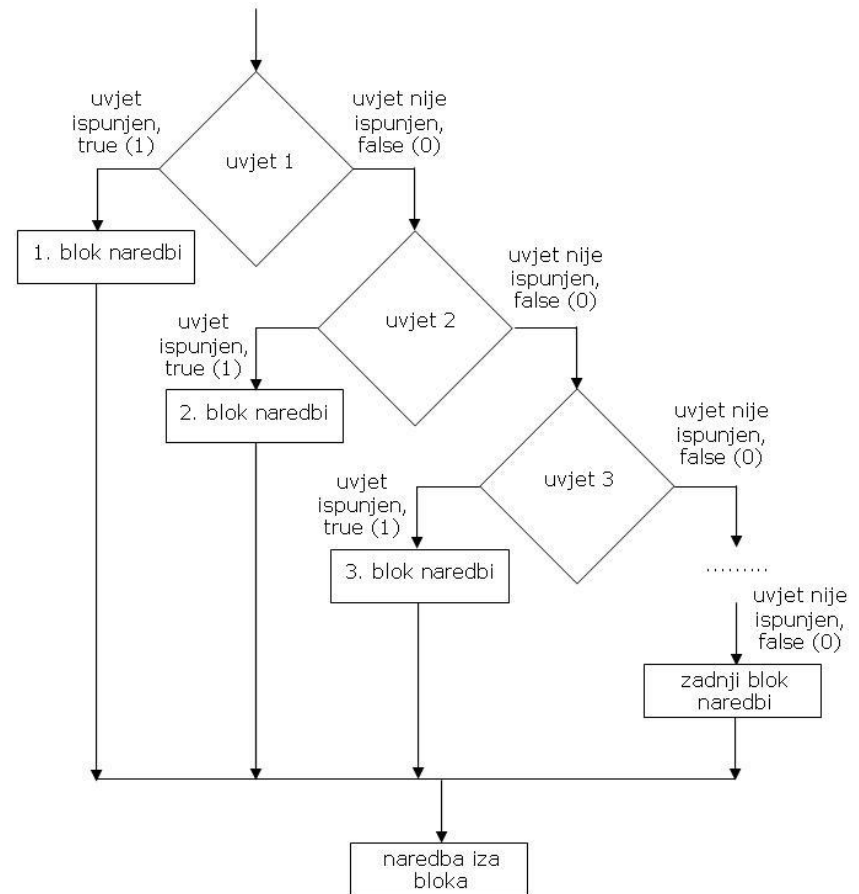 uvjet
ispunjen,
true (1)
uvjet nije
ispunjen,
false (0)
uvjet 1
1. blok naredbi
uvjet nije
ispunjen,
false (0)
uvjet
ispunjen,
true (1)
uvjet 2
2. blok naredbi
uvjet nije
ispunjen,
false (0)
uvjet
ispunjen,
true (1)
uvjet 3
3. blok naredbi
.........
uvjet nije
ispunjen,
false (0)
zadnji blok
naredbi
naredba iza
bloka